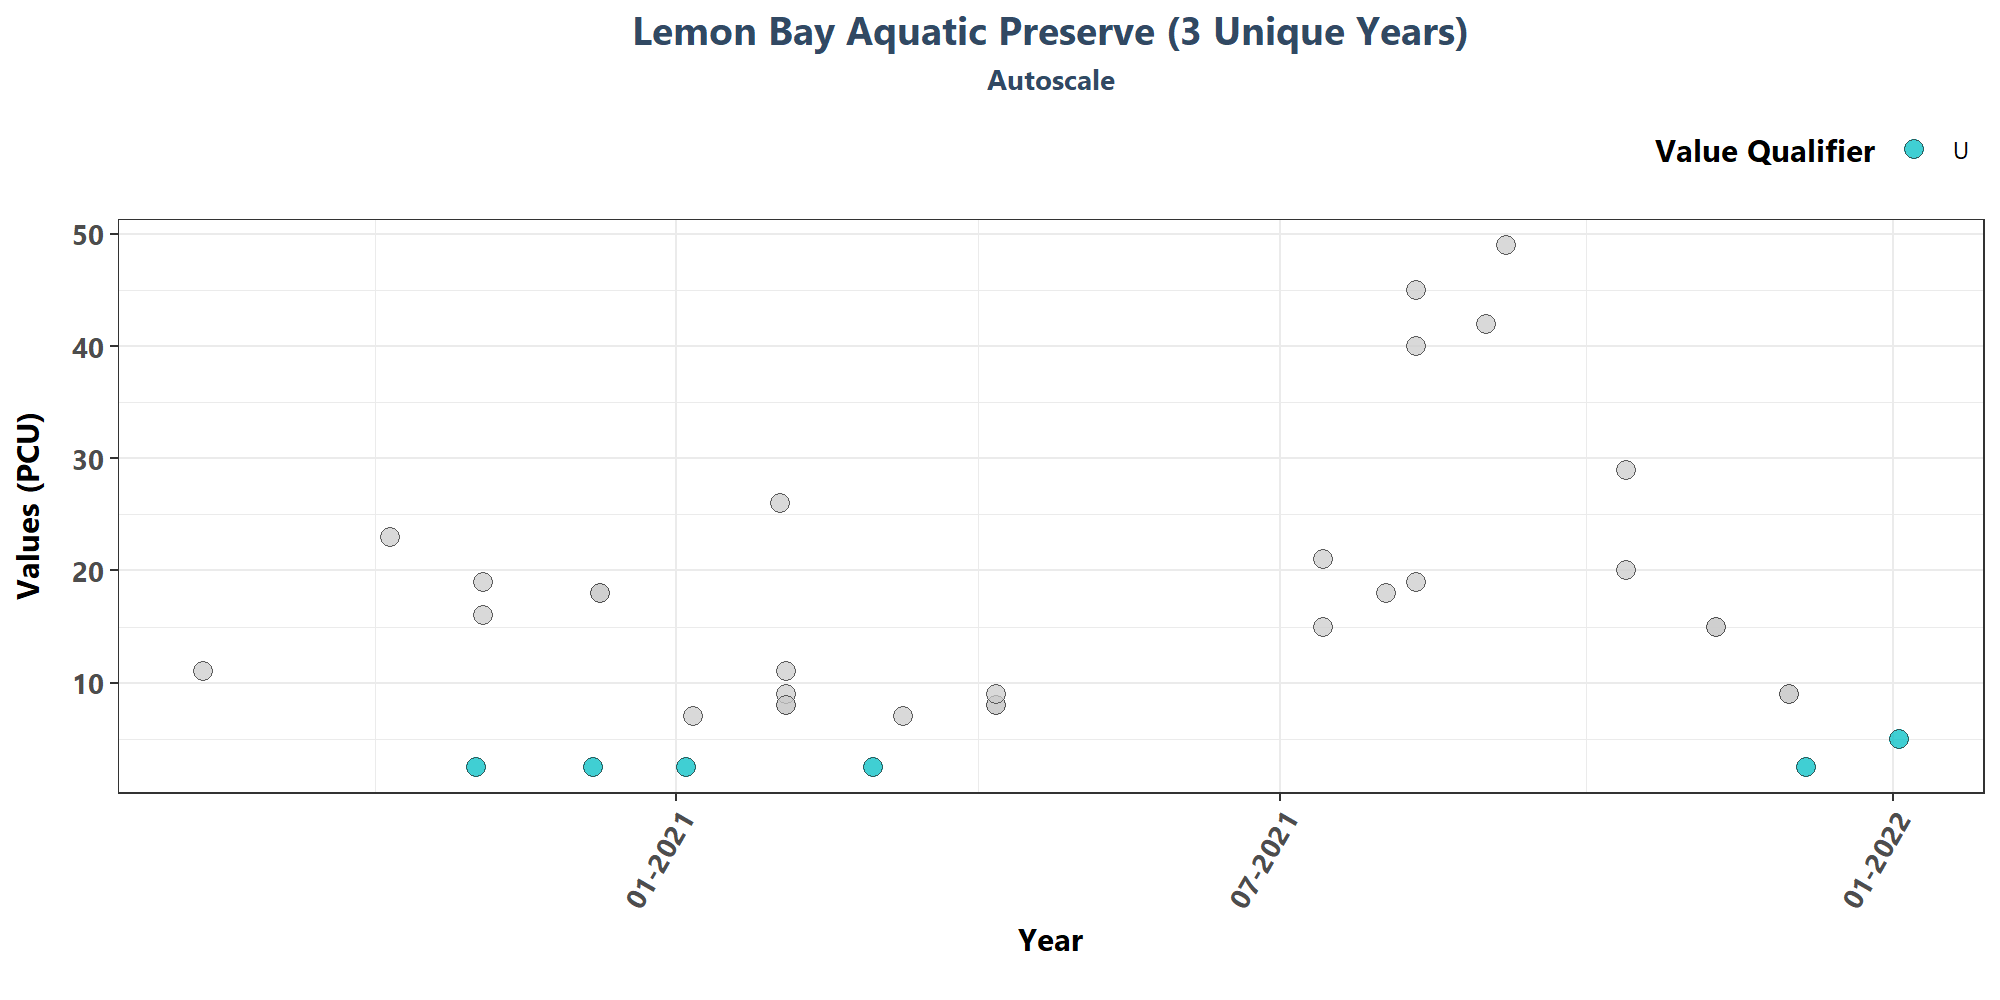 Lemon Bay Aquatic Preserve (3 Unique Years)
Autoscale
Value Qualifier U
Values (PCU)
50
40
30
20
10
01-2021
07-2021
01-2022
Year